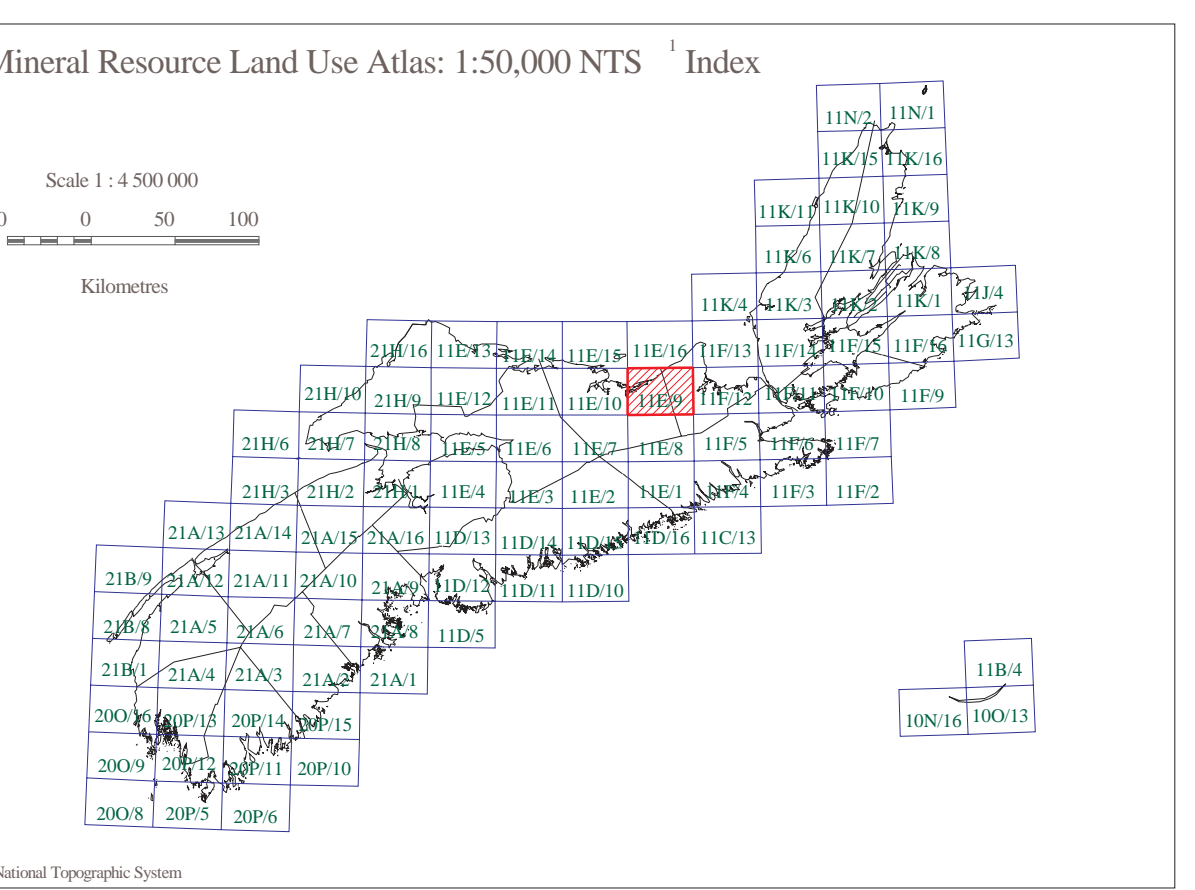 Mineral Resource Land Use Atlas: 1:50,000 NTS 1 Index
Scale 1 : 4 500 000
0 0 50 100
Kilometres
11N/2 11N/1
11K/15 11K/16
11K/11 11K/10 11K/9
11K/6 11K/7 11K/8
11K/4 11K/3 11K/2 11K/1 11J/4
21H/16 11E/13 11E/14 11E/15 11E/16 11F/13 11F/14 11F/15 11F/16 11G/13
21H/10 21H/9 11E/12 11E/11 11E/10 11E/9 11F/12 11F/11 11F/10 11F/9
21H/6 21H/7 21H/8 11E/5 11E/6 11E/7 11E/8 11F/5 11F/6 11F/7
21H/3 21H/2 21H/1 11E/4 11E/3 11E/2 11E/1 11F/4 11F/3 11F/2
21A/13 21A/14 21A/15 21A/16 11D/13 11D/14 11D/15 11D/16 11C/13
21B/9 21A/12 21A/11 21A/10 21A/9 11D/12 11D/11 11D/10
21B/8 21A/5 21A/6 21A/7 21A/8 11D/5
21B/1 21A/4 21A/3 21A/2 21A/1
11B/4
20O/16 20P/13 20P/14 20P/15
10N/16 10O/13
20O/9 20P/12 20P/11 20P/10
20O/8 20P/5 20P/6
National Topographic System